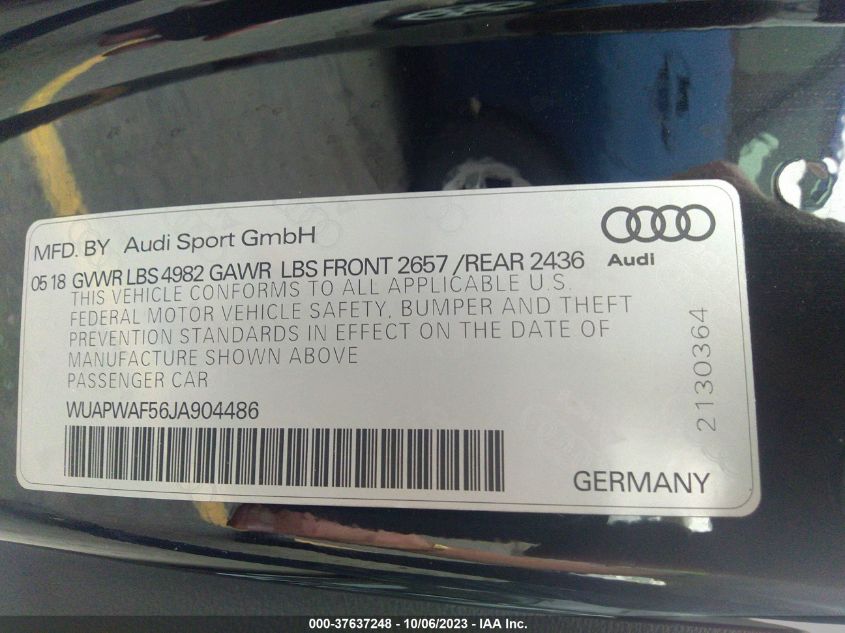 MFD. BY Audi Sport GmbH
Audi
05 18 GVWR LBS 4982 GAWR LBS FRONT 2657 /REAR 2436
THIS VEHICLE CONFORMS TO ALL APPLICABLE U.S.
FEDERAL MOTOR VEHICLE SAFETY, BUMPER AND THEFT
PREVENTION STANDARDS IN EFFECT ON THE DATE OF
MANUFACTURE SHOWN ABOVE
PASSENGER CAR
WUAPWAF56JA904486
2130364
GERMANY
000-37637248 - 10/06/2023 - IAA Inc.